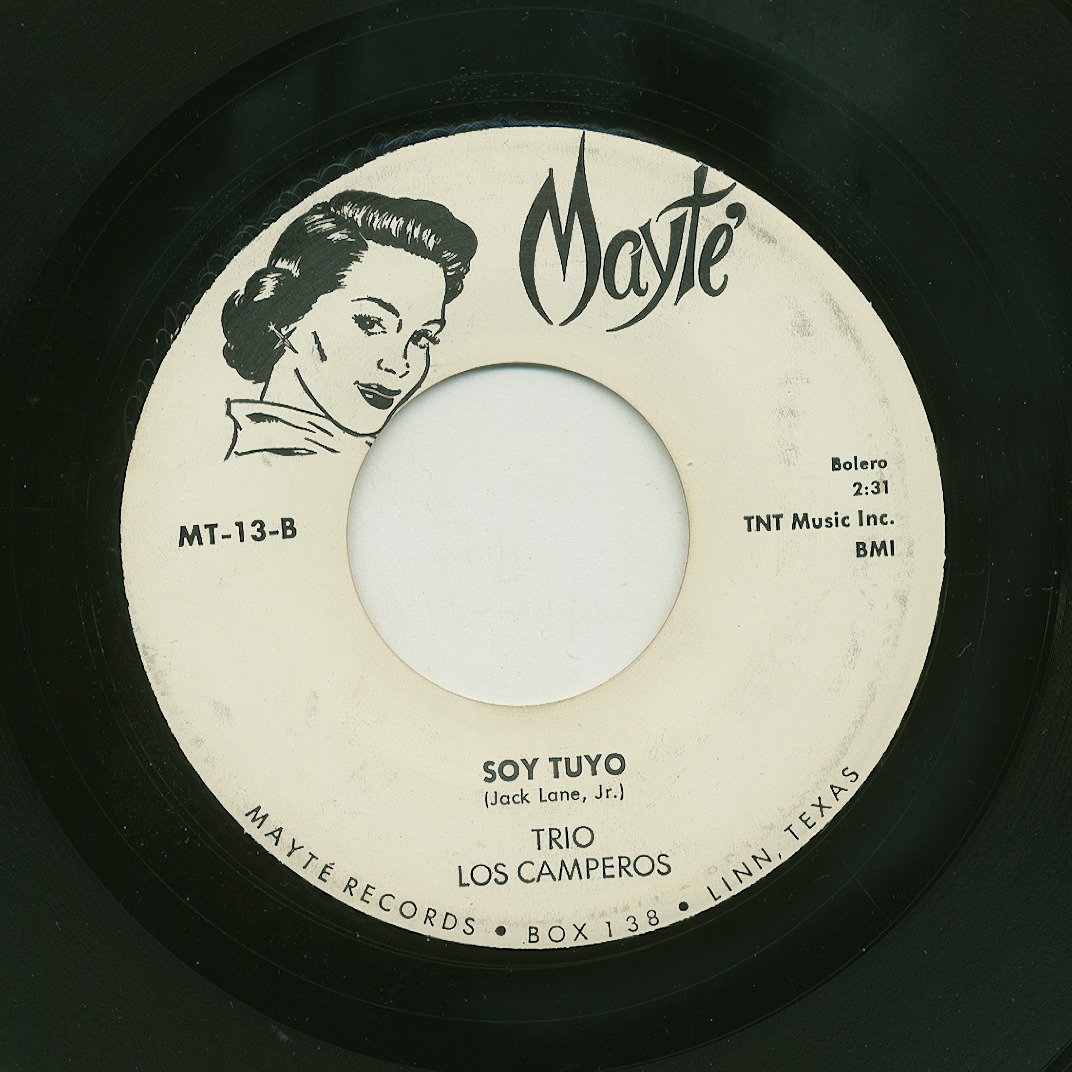 Mayté
Bolero
2:31
MT-13-B
TNT Music Inc.
BMI
SOY TUYO
(Jack Lane, Jr.)
TRIO
LOS CAMPEROS
MAYTÉ RECORDS • BOX 138 • LINN, TEXAS